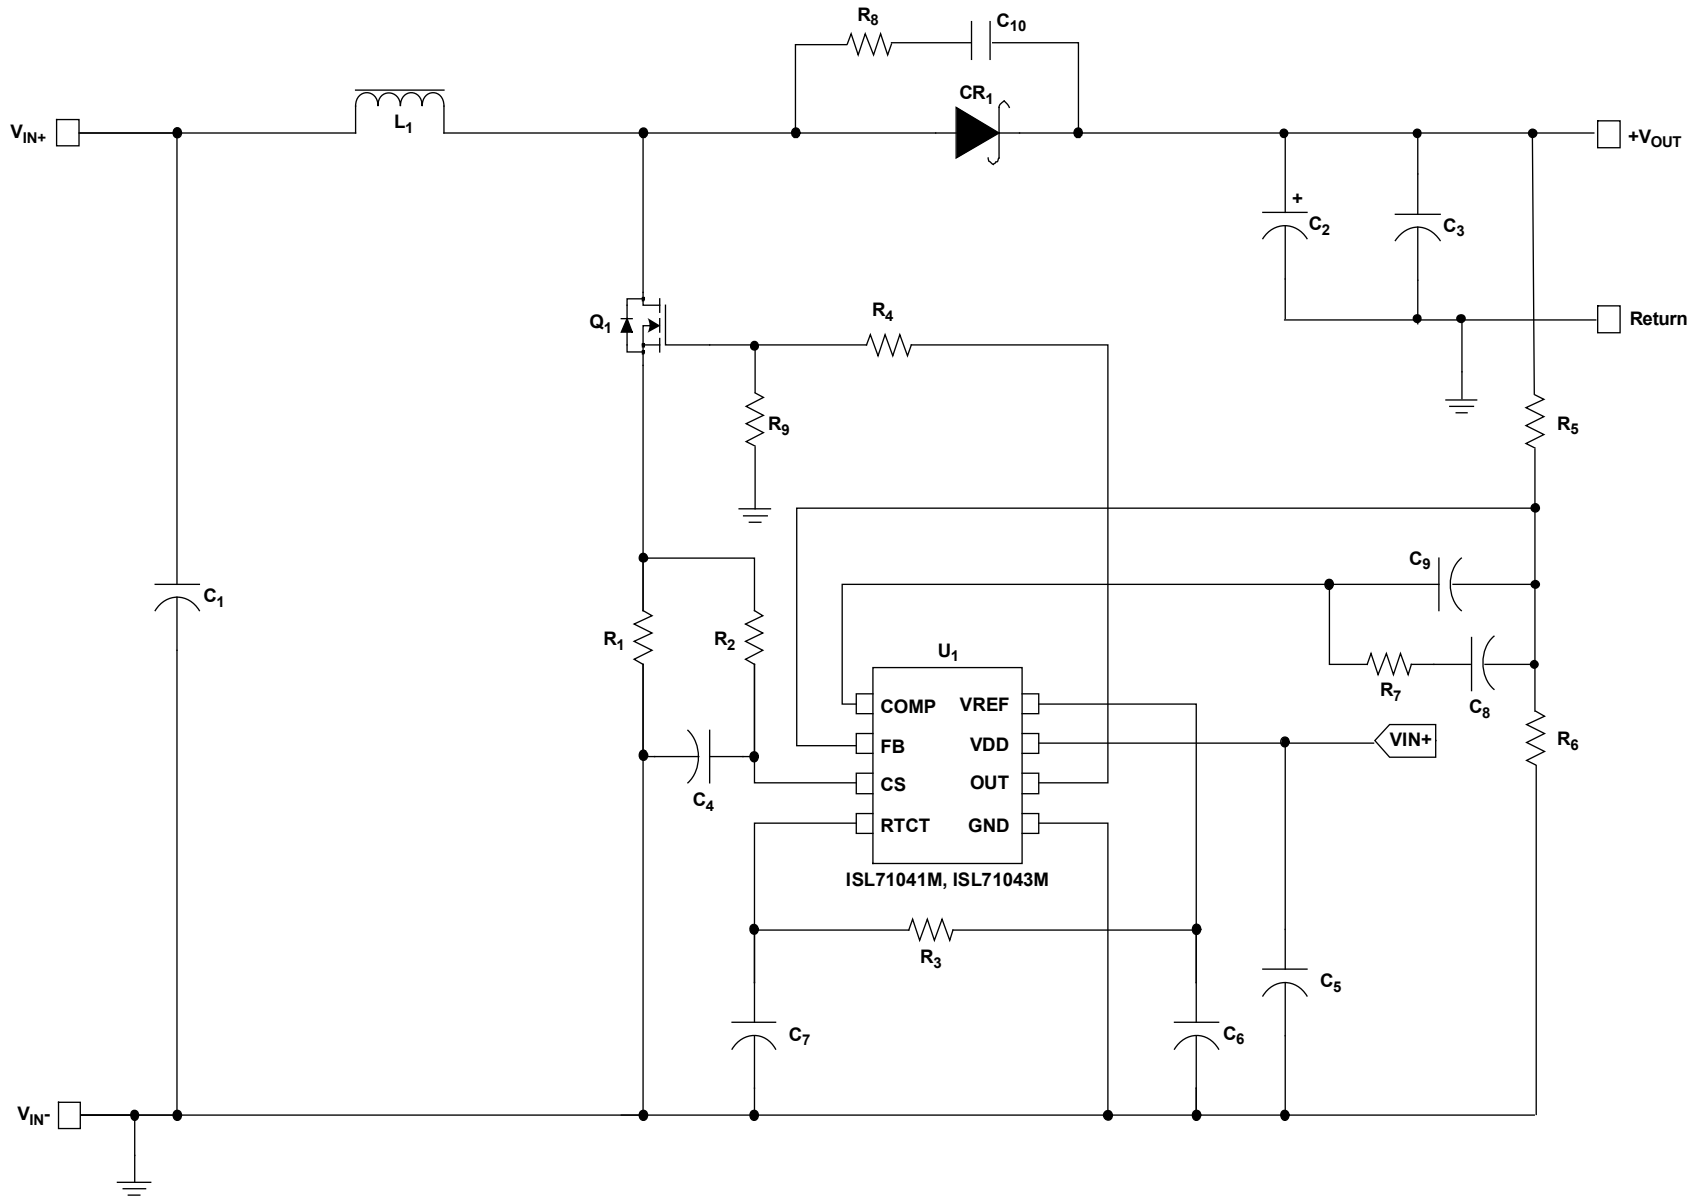 R8
C10
CR1
VIN+
L1
+VOUT
+
C2
C3
Q1
R4
Return
R9
R5
C9
C1
R1
R2
U1
R7
C8
COMP
VREF
FB
VDD
VIN+
R6
CS
OUT
C4
RTCT
GND
ISL71041M, ISL71043M
R3
C5
C7
C6
VIN-